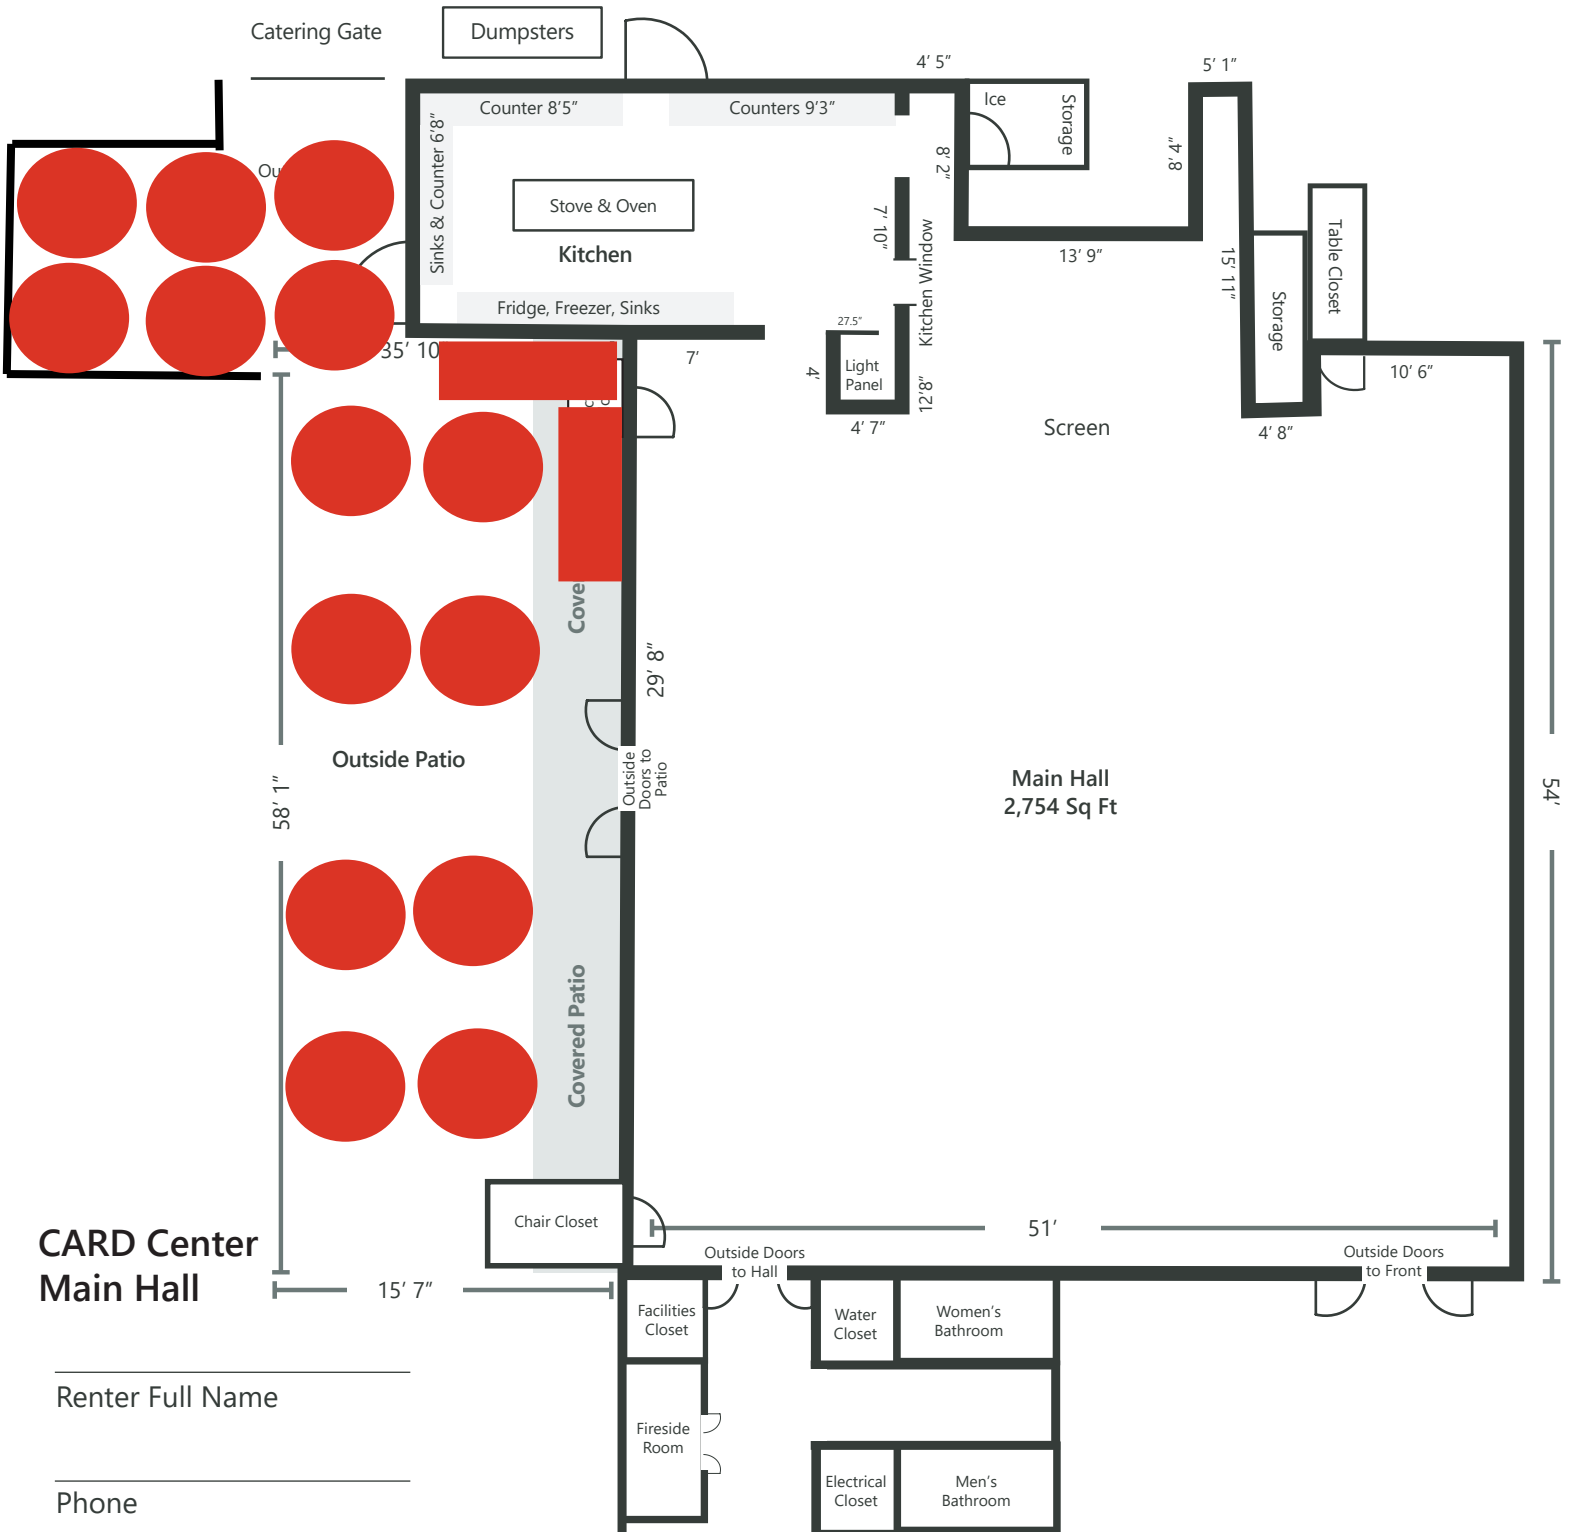 Catering Gate
Dumpsters
4′ 5″
5′ 1″
Counter 8′5″
Counters 9′3″
Ice
Storage
Sinks & Counter 6′8″
8′ 2″
8′ 4″
Stove & Oven
Kitchen
7′ 10″
Kitchen Window
13′ 9″
15′ 11″
Table Closet
Storage
Fridge, Freezer, Sinks
27.5″
35′ 10
7′
4′
Light
Panel
12′8″
10′ 6″
4′ 7″
Screen
4′ 8″
29′ 8″
Outside Patio
Outside
Doors to
Patio
58′ 1″
Main Hall
2,754 Sq Ft
54′
Covered Patio
Chair Closet
51′
CARD Center
Main Hall
15′ 7″
Outside Doors
to Hall
Outside Doors
to Front
Facilities
Closet
Water
Closet
Women's
Bathroom
Renter Full Name
Fireside
Room
Electrical
Closet
Men's
Bathroom
Phone